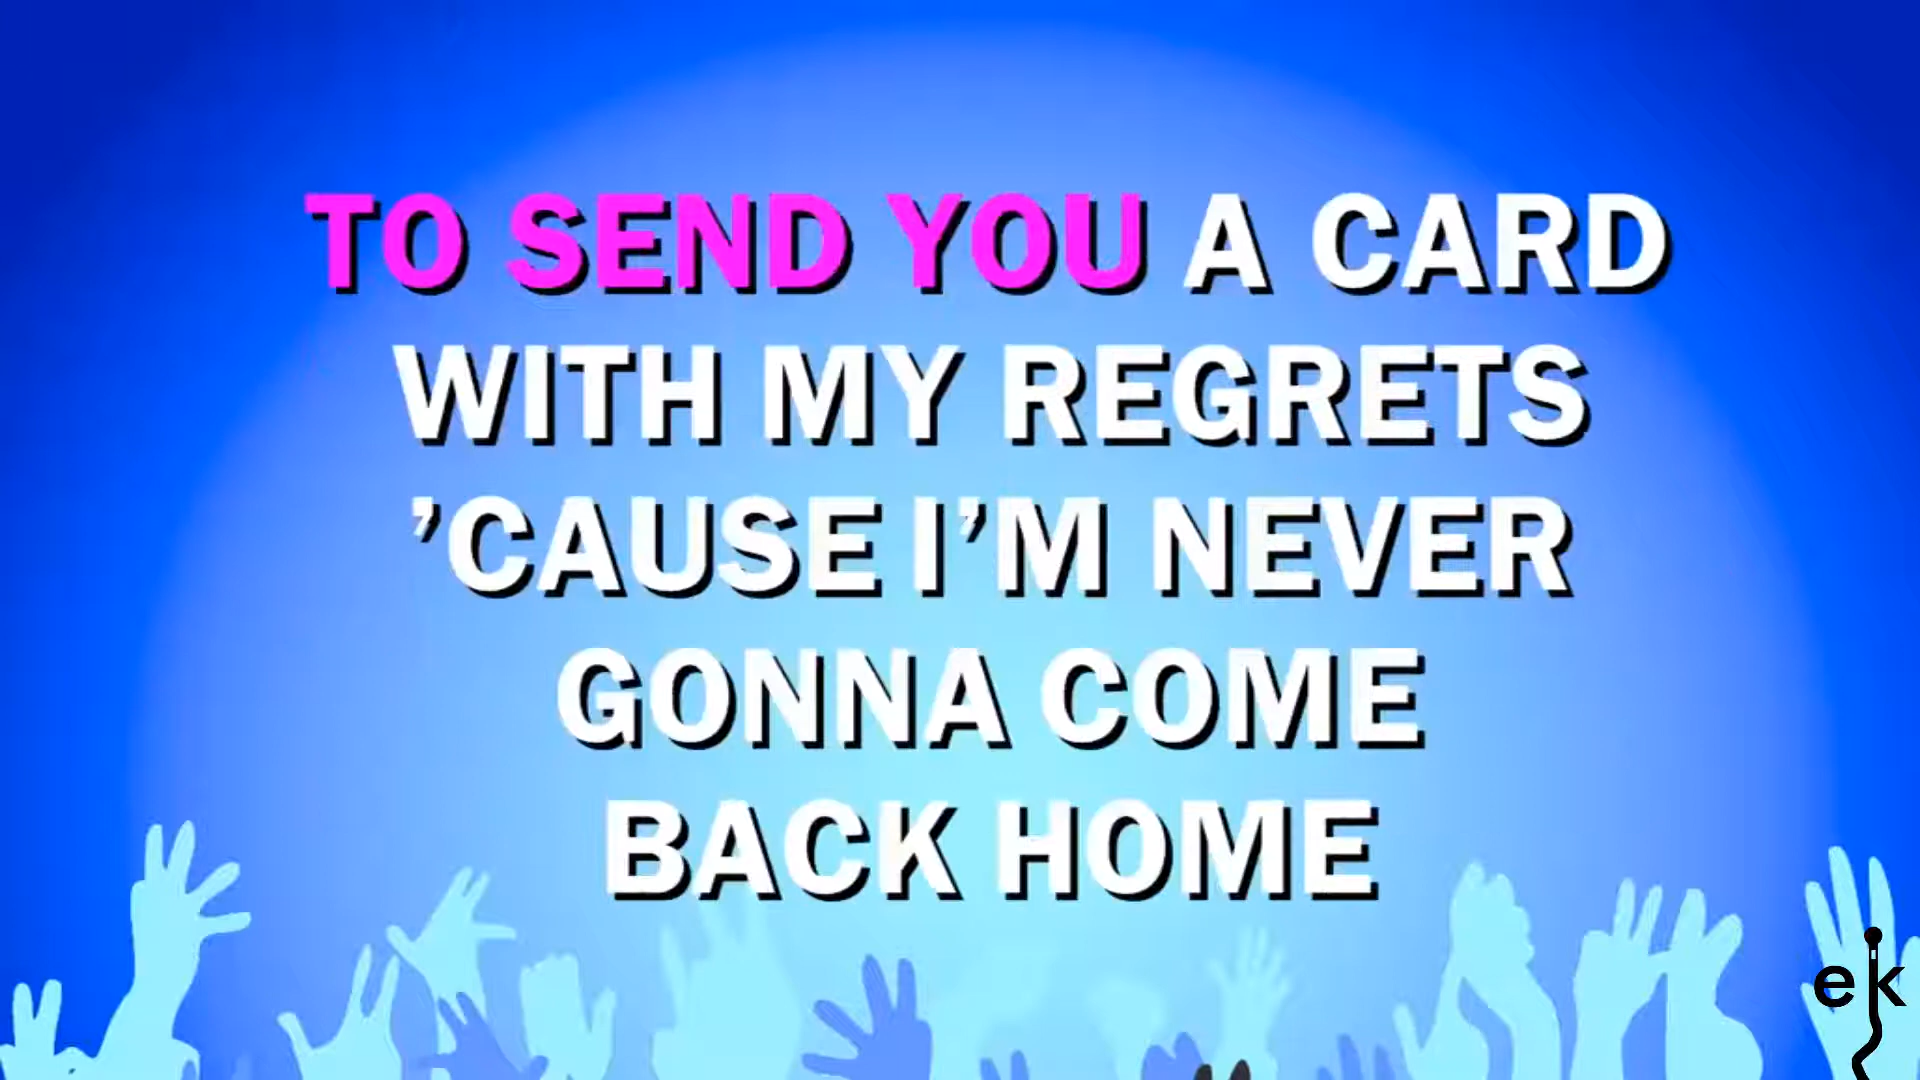 TO SEND YOU A CARD
WITH MY REGRETS
’CAUSE I’M NEVER
GONNA COME
BACK HOME
ek